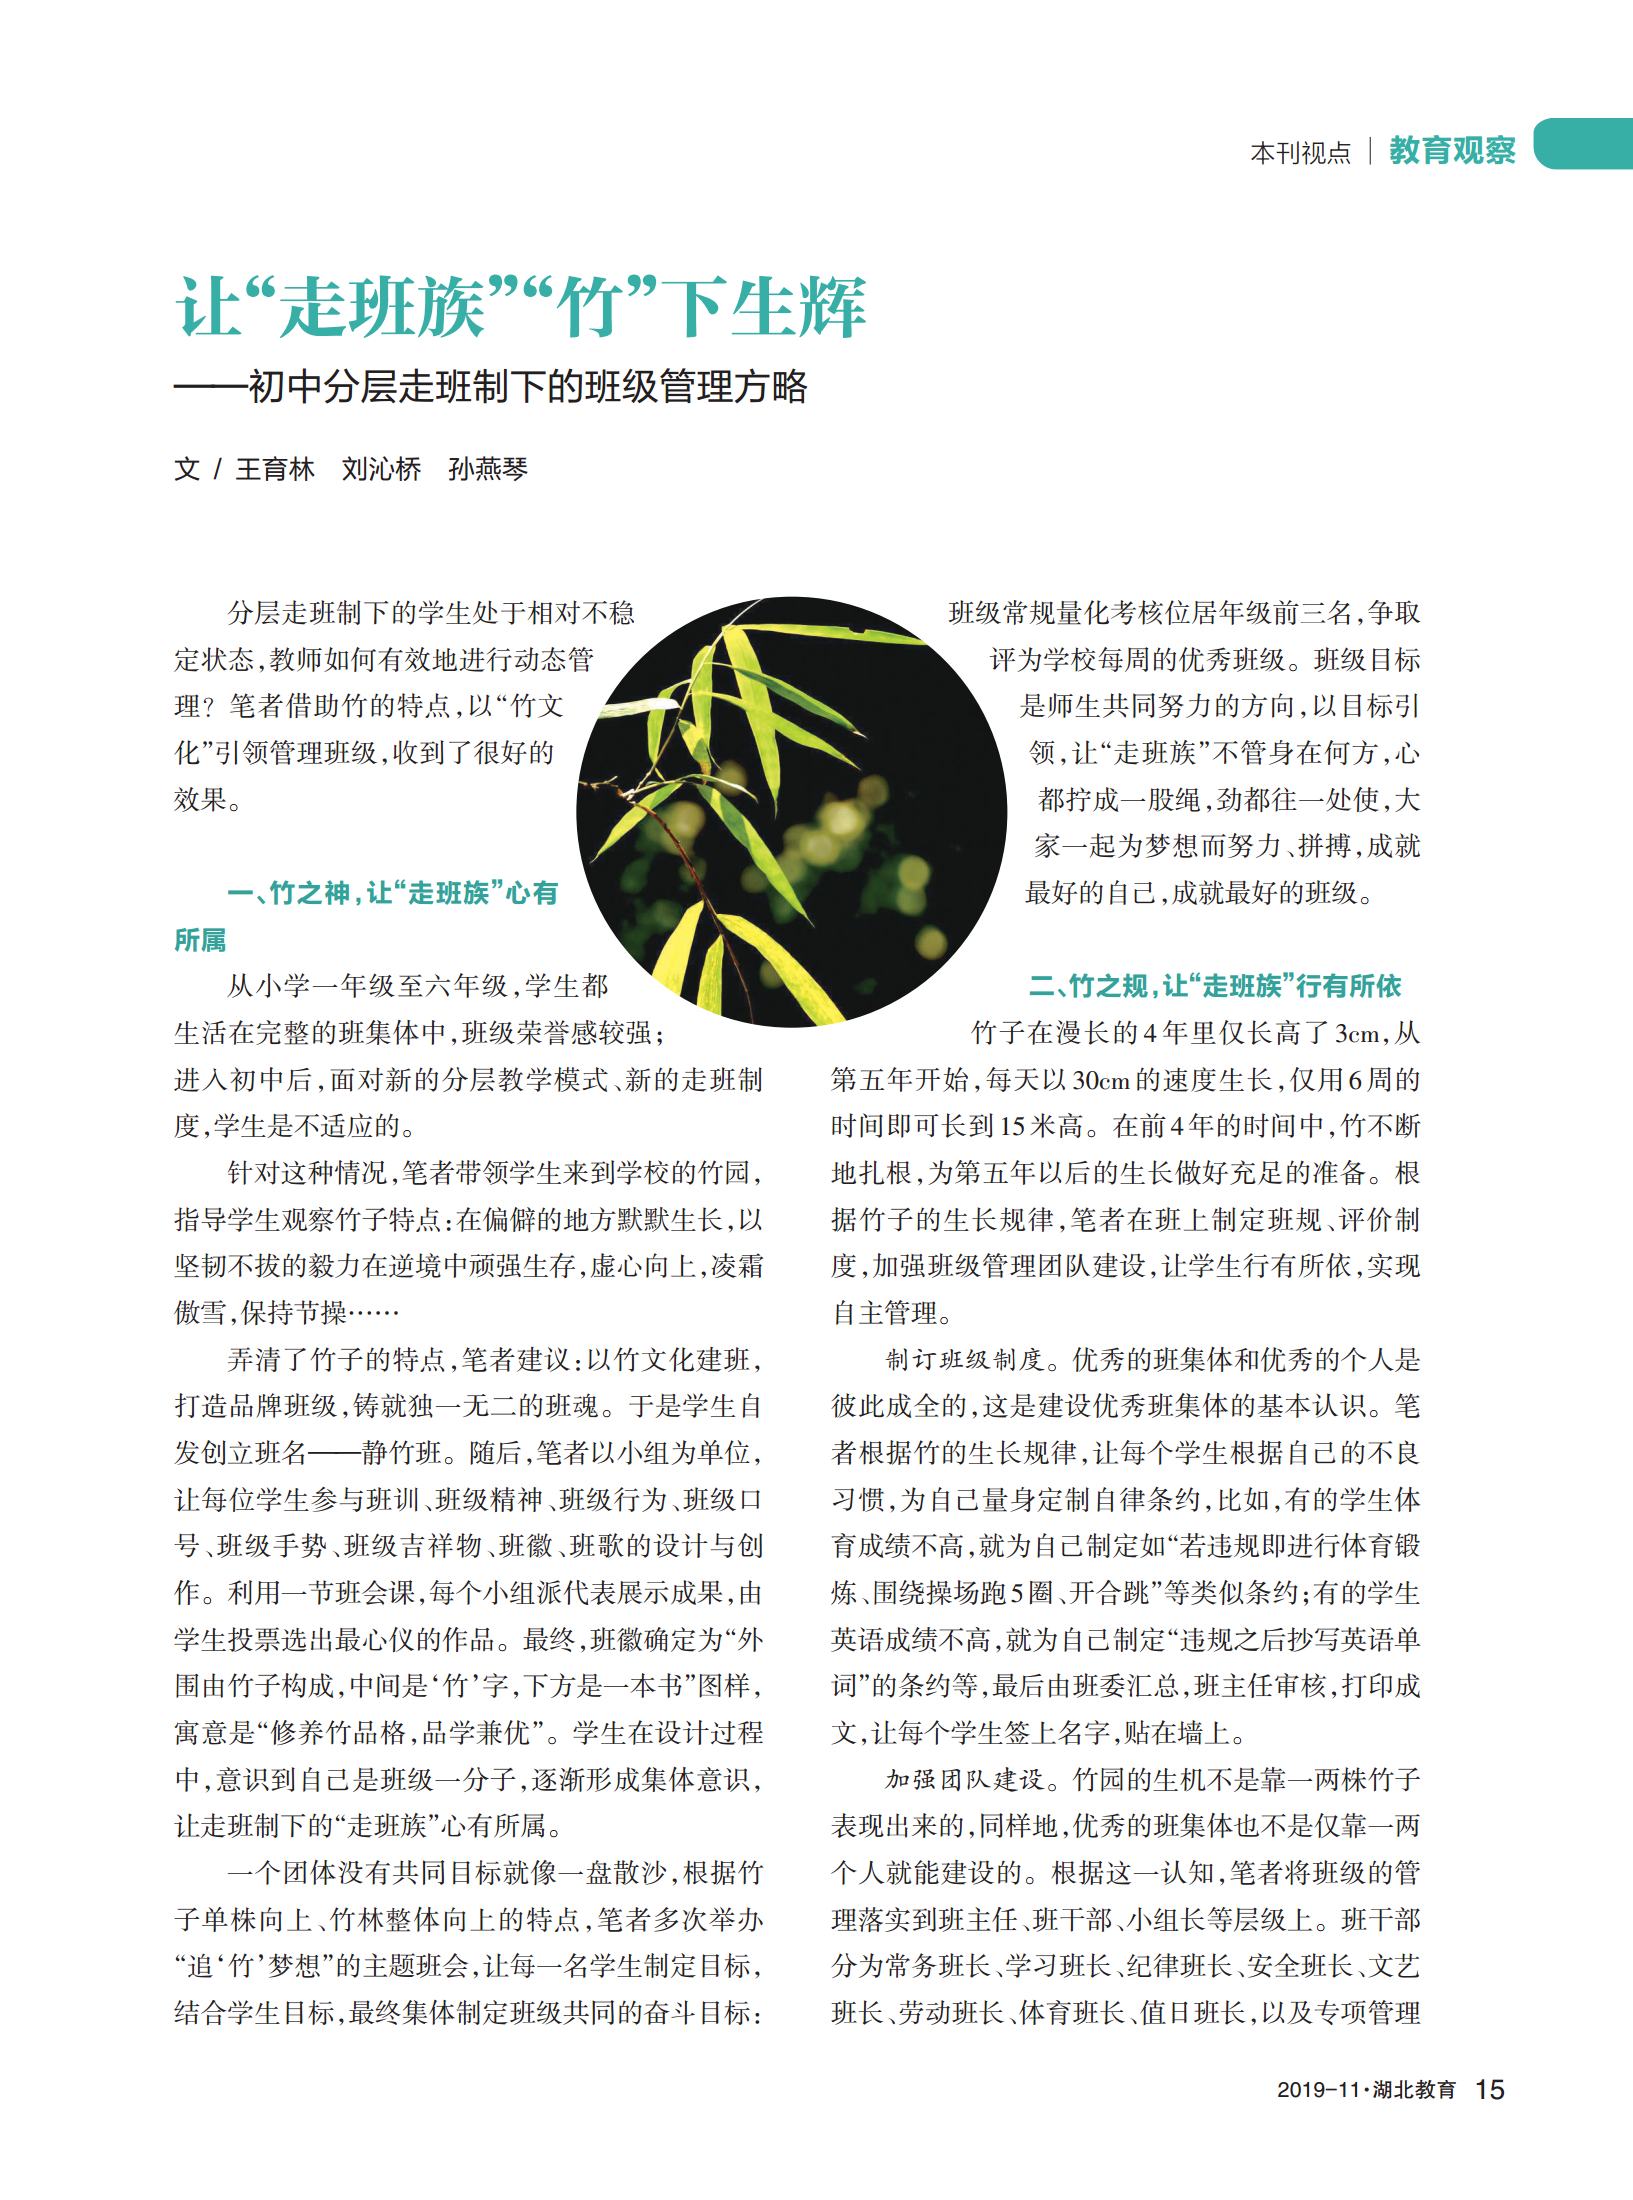 本刊视点 | 教育观察
让“走班族”“竹”下生辉
——初中分层走班制下的班级管理方略
文 / 王育林 刘沁桥 孙燕琴
分层走班制下的学生处于相对不稳
定状态,教师如何有效地进行动态管
理？笔者借助竹的特点,以“竹文
化”引领管理班级,收到了很好的
效果。
一、竹之神,让“走班族”心有
所属
从小学一年级至六年级,学生都
生活在完整的班集体中,班级荣誉感较强；
进入初中后,面对新的分层教学模式、新的走班制
度,学生是不适应的。
针对这种情况,笔者带领学生来到学校的竹园,
指导学生观察竹子特点:在偏僻的地方默默生长,以
坚韧不拔的毅力在逆境中顽强生存,虚心向上,凌霜
傲雪,保持节操……
弄清了竹子的特点,笔者建议:以竹文化建班,
打造品牌班级,铸就独一无二的班魂。于是学生自
发创立班名——静竹班。随后,笔者以小组为单位,
让每位学生参与班训、班级精神、班级行为、班级口
号、班级手势、班级吉祥物、班徽、班歌的设计与创
作。利用一节班会课,每个小组派代表展示成果,由
学生投票选出最心仪的作品。最终,班徽确定为“外
围由竹子构成,中间是‘竹’字,下方是一本书”图样,
寓意是“修养竹品格,品学兼优”。学生在设计过程
中,意识到自己是班级一分子,逐渐形成集体意识,
让走班制下的“走班族”心有所属。
一个团体没有共同目标就像一盘散沙,根据竹
子单株向上、竹林整体向上的特点,笔者多次举办
“追‘竹’梦想”的主题班会,让每一名学生制定目标,
结合学生目标,最终集体制定班级共同的奋斗目标:
班级常规量化考核位居年级前三名,争取
评为学校每周的优秀班级。班级目标
是师生共同努力的方向,以目标引
领,让“走班族”不管身在何方,心
都拧成一股绳,劲都往一处使,大
家一起为梦想而努力、拼搏,成就
最好的自己,成就最好的班级。
二、竹之规,让“走班族”行有所依
竹子在漫长的4年里仅长高了3cm,从
第五年开始,每天以30cm的速度生长,仅用6周的
时间即可长到15米高。在前4年的时间中,竹不断
地扎根,为第五年以后的生长做好充足的准备。根
据竹子的生长规律,笔者在班上制定班规、评价制
度,加强班级管理团队建设,让学生行有所依,实现
自主管理。
制订班级制度。优秀的班集体和优秀的个人是
彼此成全的,这是建设优秀班集体的基本认识。笔
者根据竹的生长规律,让每个学生根据自己的不良
习惯,为自己量身定制自律条约,比如,有的学生体
育成绩不高,就为自己制定如“若违规即进行体育锻
炼、围绕操场跑5圈、开合跳”等类似条约;有的学生
英语成绩不高,就为自己制定“违规之后抄写英语单
词”的条约等,最后由班委汇总,班主任审核,打印成
文,让每个学生签上名字,贴在墙上。
加强团队建设。竹园的生机不是靠一两株竹子
表现出来的,同样地,优秀的班集体也不是仅靠一两
个人就能建设的。根据这一认知,笔者将班级的管
理落实到班主任、班干部、小组长等层级上。班干部
分为常务班长、学习班长、纪律班长、安全班长、文艺
班长、劳动班长、体育班长、值日班长,以及专项管理
2019-11·湖北教育 15